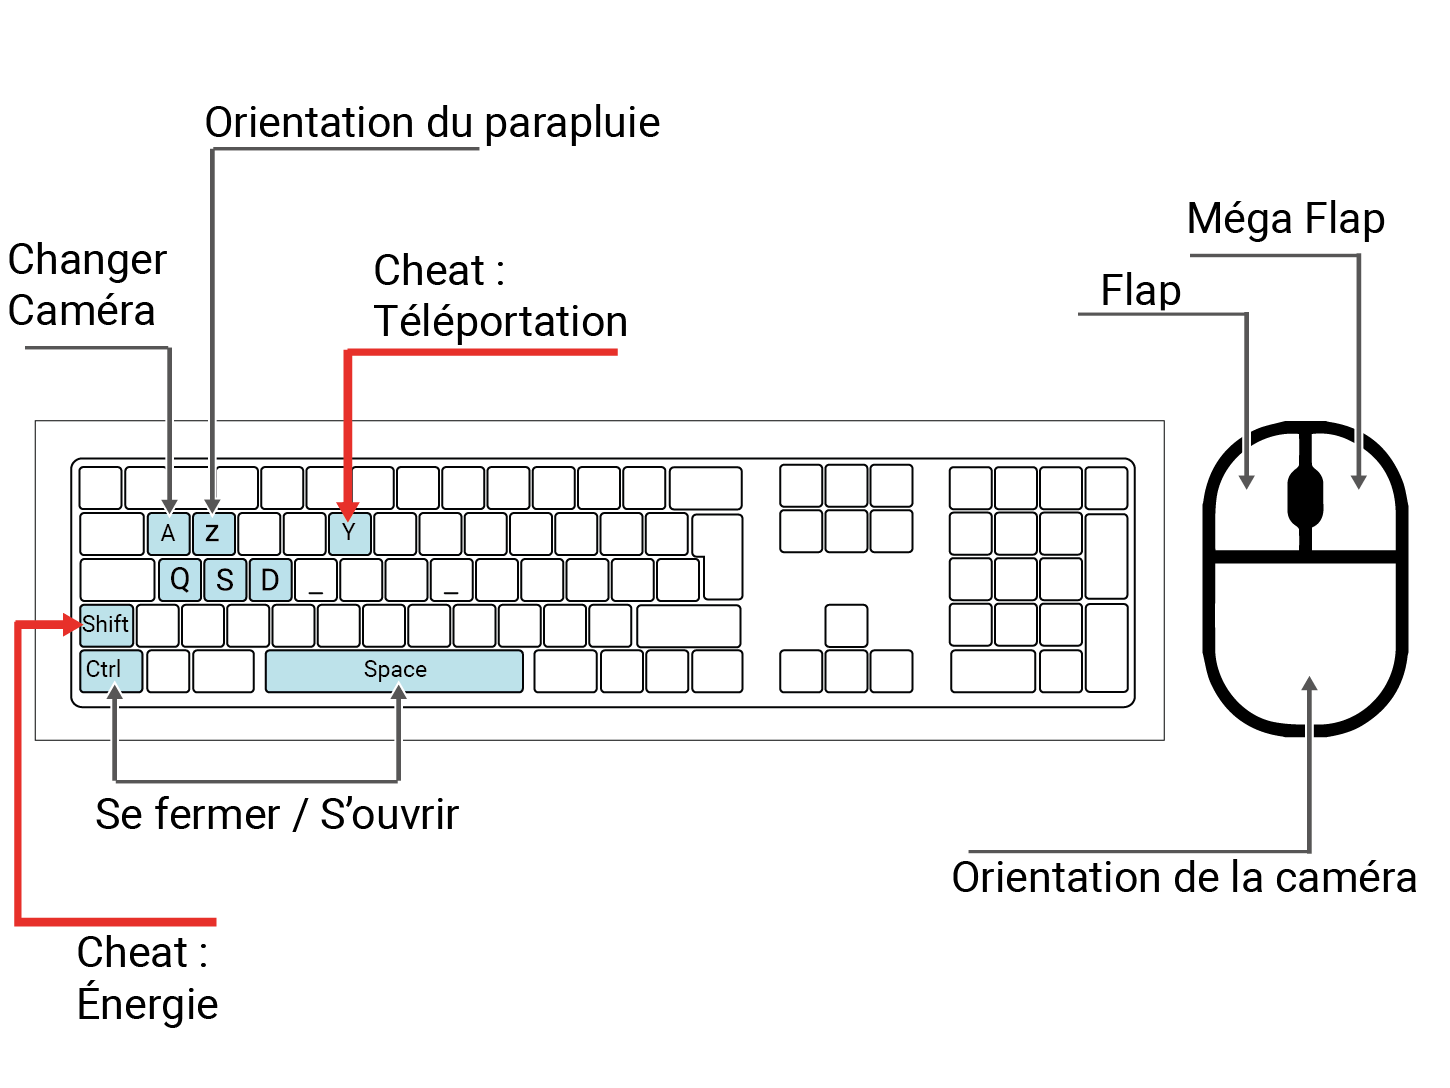 Orientation du parapluie
Méga Flap
Changer
Caméra
Cheat :
Téléportation
Flap
A
Z
Y
Q
S
D
_
_
Shift
Ctrl
Space
Se fermer / S’ouvrir
Orientation de la caméra
Cheat :
Énergie